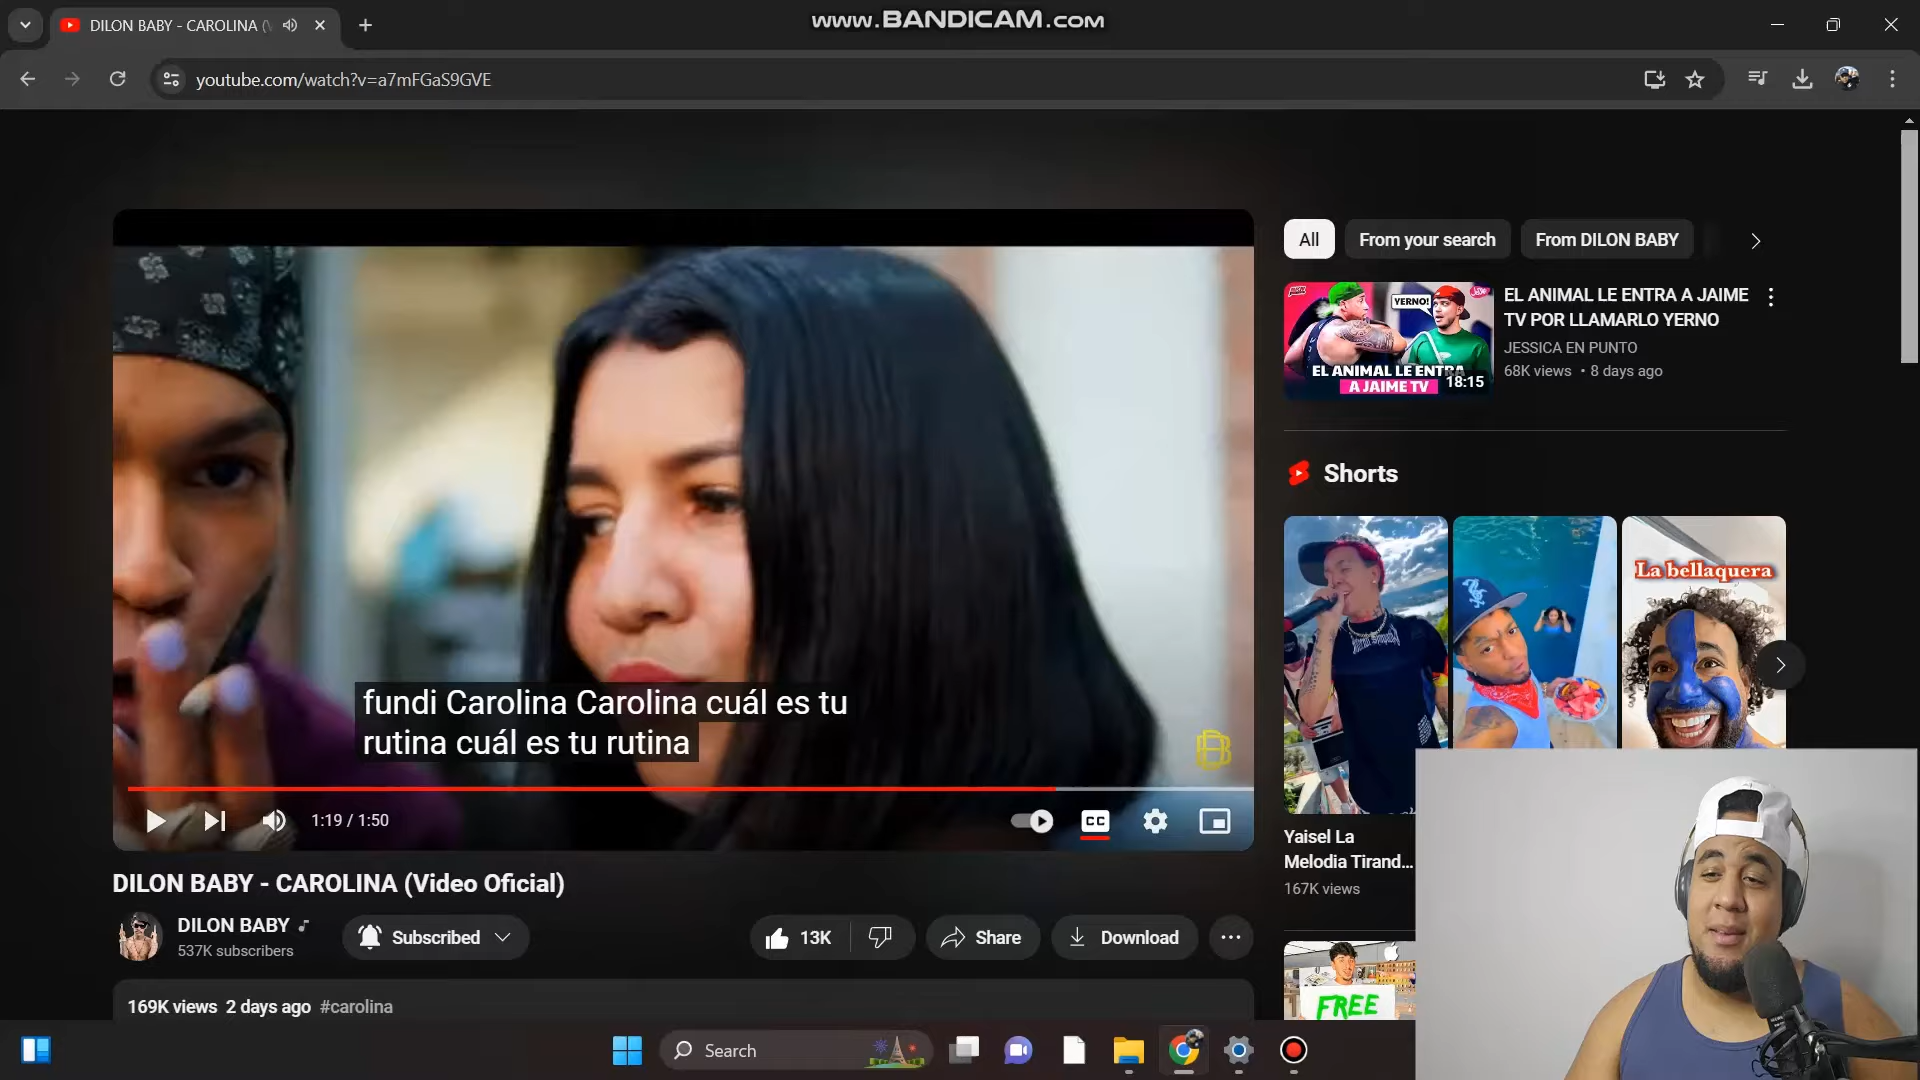 DILON BABY - CAROLINA (
www.BANDICAM.com
youtube.com/watch?v=a7mFGaS9GVE
All
From your search
From DILON BABY
YERNO!
EL ANIMAL LE ENTRA
A JAIME TV
18:15
EL ANIMAL LE ENTRA A JAIME
TV POR LLAMARLO YERNO
JESSICA EN PUNTO
68K views • 8 days ago
Shorts
La bellaquera
fundi Carolina Carolina cuál es tu
rutina cuál es tu rutina
1:19 / 1:50
CC
Yaisel La
Melodia Tirand...
167K views
DILON BABY - CAROLINA (Video Oficial)
DILON BABY
537K subscribers
Subscribed
13K
Share
Download
FREE
169K views 2 days ago #carolina
Search